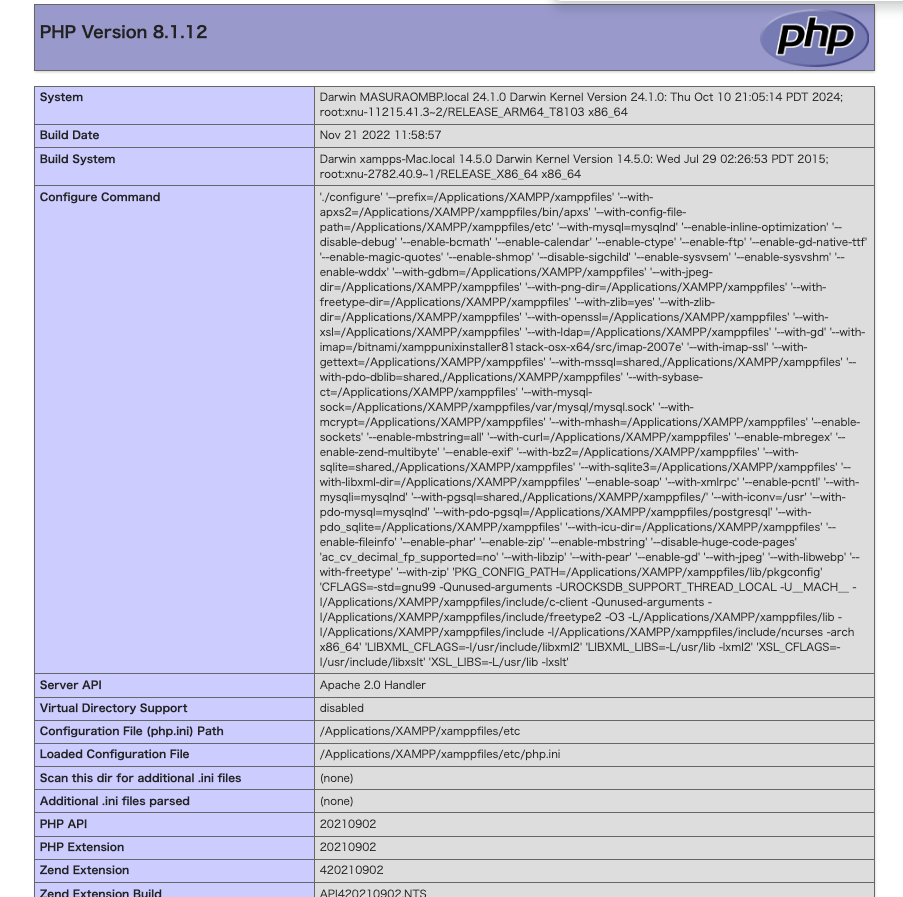 PHP Version 8.1.12
php
System
Darwin MASURAOMBP.local 24.1.0 Darwin Kernel Version 24.1.0: Thu Oct 10 21:05:14 PDT 2024;
root:xnu-11215.41.3~2/RELEASE_ARM64_T8103 x86_64
Build Date
Nov 21 2022 11:58:57
Build System
Darwin xampps-Mac.local 14.5.0 Darwin Kernel Version 14.5.0: Wed Jul 29 02:26:53 PDT 2015;
root:xnu-2782.40.9~1/RELEASE_X86_64 x86_64
Configure Command
'./configure' '--prefix=/Applications/XAMPP/xamppfiles' '--with-
apxs2=/Applications/XAMPP/xamppfiles/bin/apxs' '--with-config-file-
path=/Applications/XAMPP/xamppfiles/etc' '--with-mysql=mysqlnd' '--enable-inline-optimization' '--
disable-debug' '--enable-bcmath' '--enable-calendar' '--enable-ctype' '--enable-ftp' '--enable-gd-native-ttf'
'--enable-magic-quotes' '--enable-shmop' '--disable-sigchild' '--enable-sysvsem' '--enable-sysvshm' '--
enable-wddx' '--with-gdbm=/Applications/XAMPP/xamppfiles' '--with-jpeg-
dir=/Applications/XAMPP/xamppfiles' '--with-png-dir=/Applications/XAMPP/xamppfiles' '--with-
freetype-dir=/Applications/XAMPP/xamppfiles' '--with-zlib=yes' '--with-zlib-
dir=/Applications/XAMPP/xamppfiles' '--with-openssl=/Applications/XAMPP/xamppfiles' '--with-
xsl=/Applications/XAMPP/xamppfiles' '--with-ldap=/Applications/XAMPP/xamppfiles' '--with-gd' '--with-
imap=/bitnami/xamppunixinstaller81stack-osx-x64/src/imap-2007e' '--with-imap-ssl' '--with-
gettext=/Applications/XAMPP/xamppfiles' '--with-mssql=shared,/Applications/XAMPP/xamppfiles' '--
with-pdo-dblib=shared,/Applications/XAMPP/xamppfiles' '--with-sybase-
ct=/Applications/XAMPP/xamppfiles' '--with-mysql-
sock=/Applications/XAMPP/xamppfiles/var/mysql/mysql.sock' '--with-
mcrypt=/Applications/XAMPP/xamppfiles' '--with-mhash=/Applications/XAMPP/xamppfiles' '--enable-
sockets' '--enable-mbstring=all' '--with-curl=/Applications/XAMPP/xamppfiles' '--enable-mbregex' '--
enable-zend-multibyte' '--enable-exif' '--with-bz2=/Applications/XAMPP/xamppfiles' '--with-
sqlite=shared,/Applications/XAMPP/xamppfiles' '--with-sqlite3=/Applications/XAMPP/xamppfiles' '--
with-libxml-dir=/Applications/XAMPP/xamppfiles' '--enable-soap' '--with-xmlrpc' '--enable-pcntl' '--with-
mysqli=mysqlnd' '--with-pgsql=shared,/Applications/XAMPP/xamppfiles/' '--with-iconv=/usr' '--with-
pdo-mysql=mysqlnd' '--with-pdo-pgsql=/Applications/XAMPP/xamppfiles/postgresql' '--with-
pdo_sqlite=/Applications/XAMPP/xamppfiles' '--with-icu-dir=/Applications/XAMPP/xamppfiles' '--
enable-fileinfo' '--enable-phar' '--enable-zip' '--enable-mbstring' '--disable-huge-code-pages'
'ac_cv_decimal_fp_supported=no' '--with-libzip' '--with-pear' '--enable-gd' '--with-jpeg' '--with-libwebp' '--
with-freetype' '--with-zip' 'PKG_CONFIG_PATH=/Applications/XAMPP/xamppfiles/lib/pkgconfig'
'CFLAGS=-std=gnu99 -Qunused-arguments -UROCKSDB_SUPPORT_THREAD_LOCAL -U__MACH__ -
I/Applications/XAMPP/xamppfiles/include/c-client -Qunused-arguments -
I/Applications/XAMPP/xamppfiles/include/freetype2 -O3 -L/Applications/XAMPP/xamppfiles/lib -
I/Applications/XAMPP/xamppfiles/include -I/Applications/XAMPP/xamppfiles/include/ncurses -arch
x86_64' 'LIBXML_CFLAGS=-I/usr/include/libxml2' 'LIBXML_LIBS=-L/usr/lib -lxml2' 'XSL_CFLAGS=-
I/usr/include/libxslt' 'XSL_LIBS=-L/usr/lib -lxslt'
Server API
Apache 2.0 Handler
Virtual Directory Support
disabled
Configuration File (php.ini) Path
/Applications/XAMPP/xamppfiles/etc
Loaded Configuration File
/Applications/XAMPP/xamppfiles/etc/php.ini
Scan this dir for additional .ini files
(none)
Additional .ini files parsed
(none)
PHP API
20210902
PHP Extension
20210902
Zend Extension
420210902
Zend Extension Build
API420210902,NTS